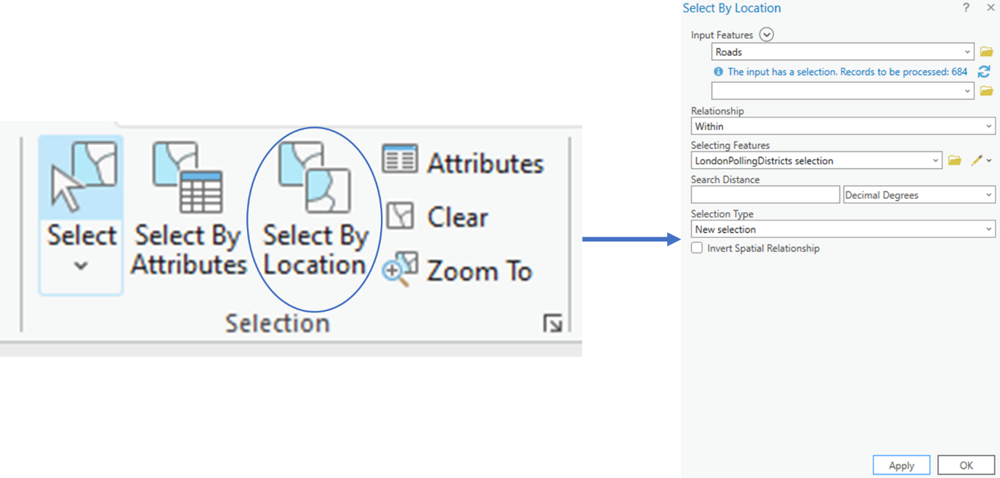 Select
Select By
Attributes
Select By
Location
Attributes
Clear
Zoom To
Selection
Select By Location
?
Input Features
Roads
The input has a selection. Records to be processed: 684
Relationship
Within
Selecting Features
LondonPollingDistricts selection
Search Distance
Decimal Degrees
Selection Type
New selection
Invert Spatial Relationship
Apply
OK